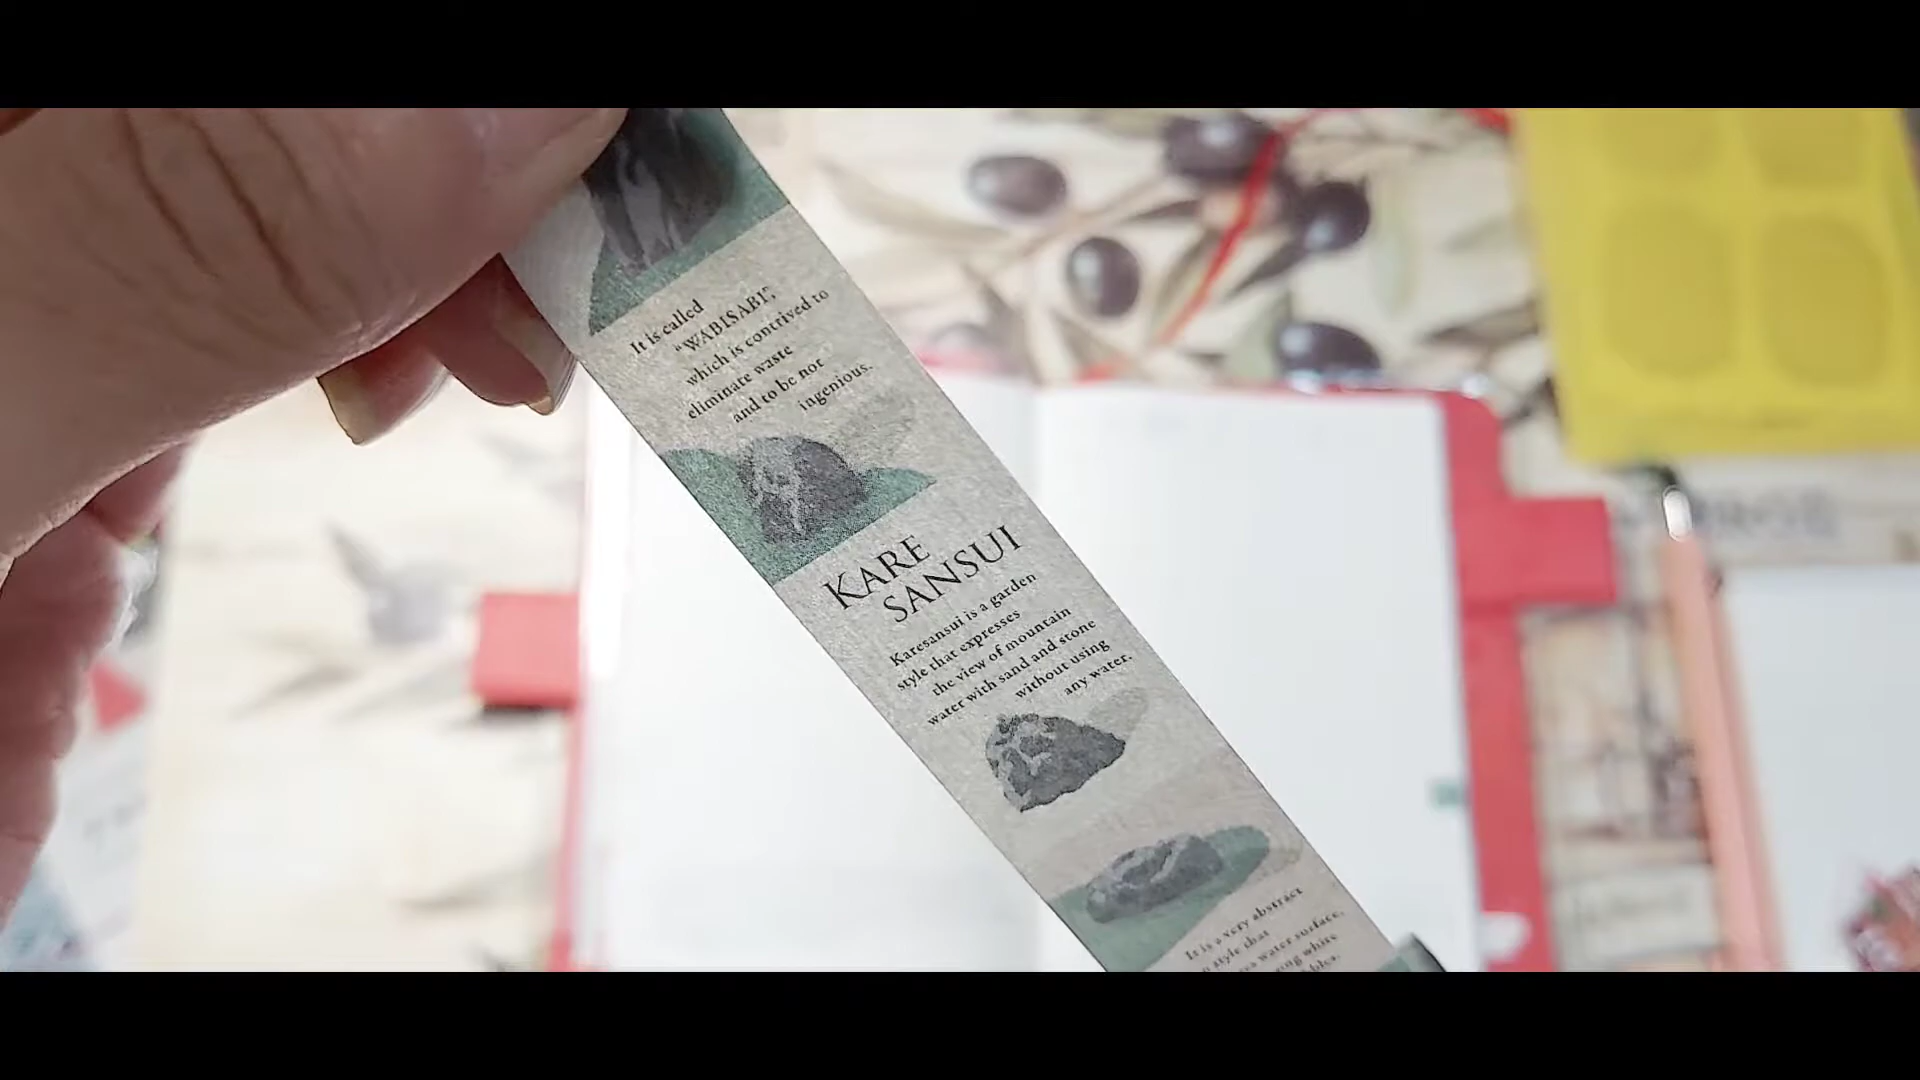 It is called
"WABISABI",
which is contrived to
eliminate waste
and to be not
ingenious.
KARE
SANSUI
Karesansui is a garden
style that expresses
the view of mountain
water with sand and stone
without using
any water.
It is a very abstract
style that
water surface,
white